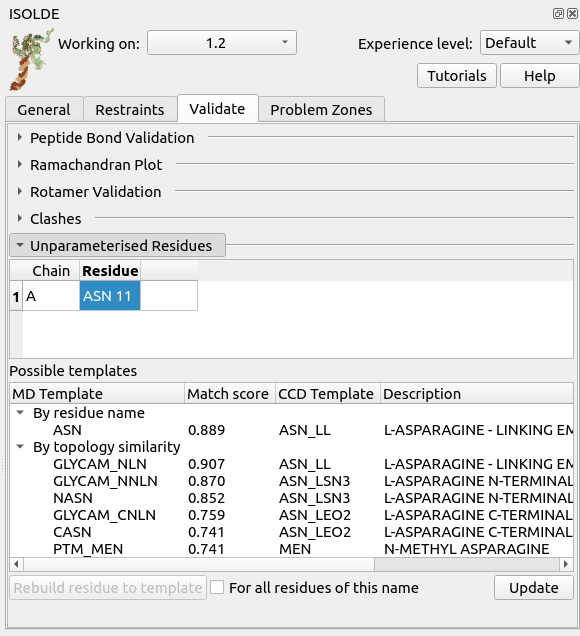 ISOLDE
Working on: 1.2 Experience level: Default
Tutorials Help
General Restraints Validate Problem Zones
Peptide Bond Validation
Ramachandran Plot
Rotamer Validation
Clashes
Unparameterised Residues
Chain Residue
1 A ASN 11
Possible templates
MD Template Match score CCD Template Description
By residue name
ASN 0.889 ASN_LL L-ASPARAGINE - LINKING EM
By topology similarity
GLYCAM_NLN 0.907 ASN_LL L-ASPARAGINE - LINKING EM
GLYCAM_NNLN 0.870 ASN_LSN3 L-ASPARAGINE N-TERMINAL
NASN 0.852 ASN_LSN3 L-ASPARAGINE N-TERMINAL
GLYCAM_CNLN 0.759 ASN_LEO2 L-ASPARAGINE C-TERMINAL
CASN 0.741 ASN_LEO2 L-ASPARAGINE C-TERMINAL
PTM_MEN 0.741 MEN N-METHYL ASPARAGINE
Rebuild residue to template For all residues of this name Update